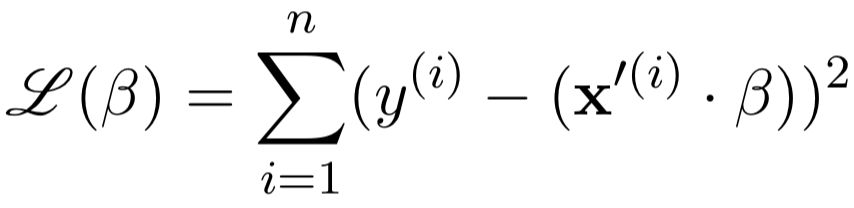 ℒ(β) = ∑_{i=1}^{n} (y^{(i)} − (𝐱′^{(i)} · β))^2